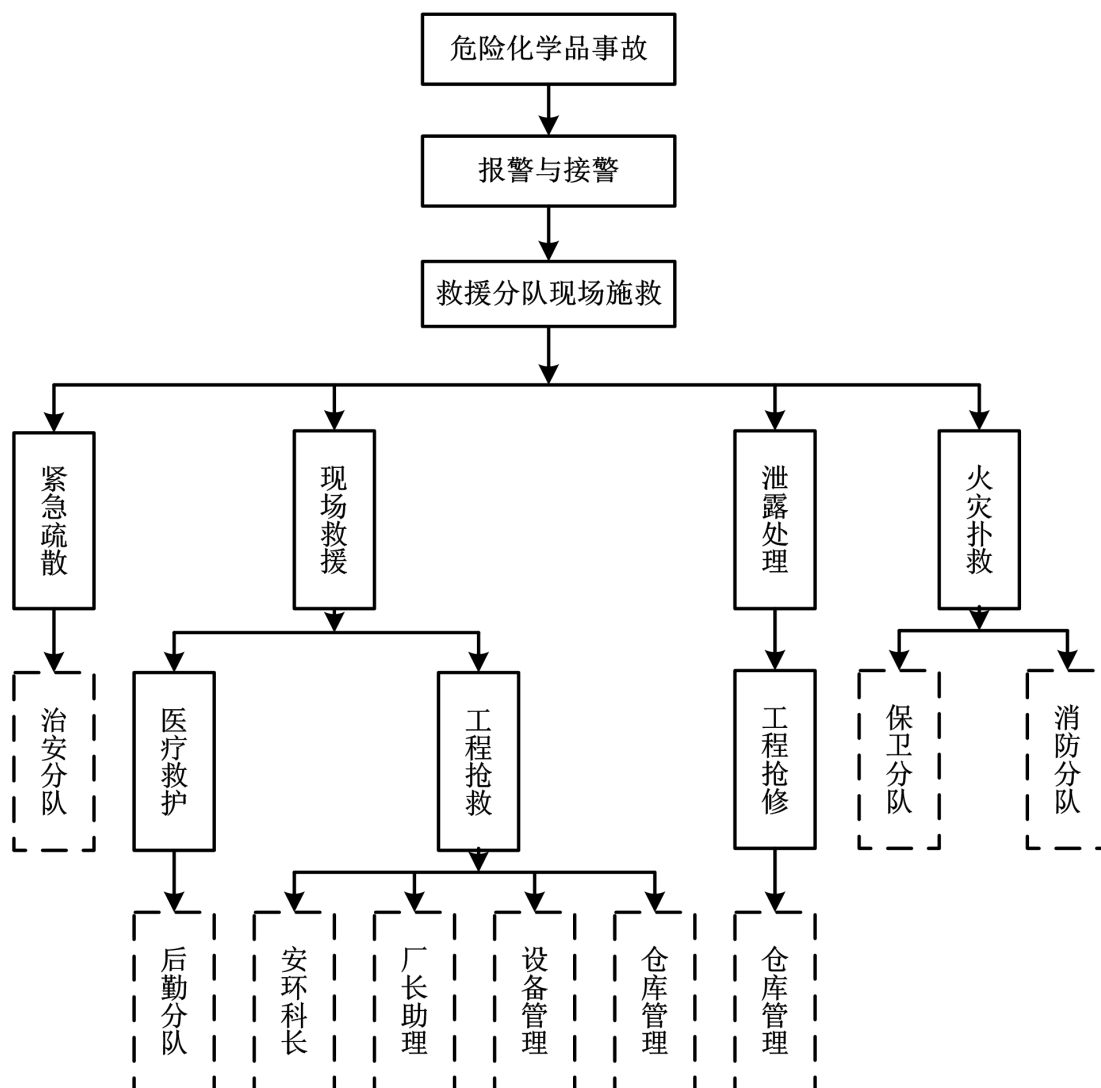 危险化学品事故
报警与接警
救援分队现场施救
紧急疏散
现场救援
泄露处理
火灾扑救
治安分队
医疗救护
工程抢救
工程抢修
保卫分队
消防分队
后勤分队
安环科长
厂长助理
设备管理
仓库管理
仓库管理